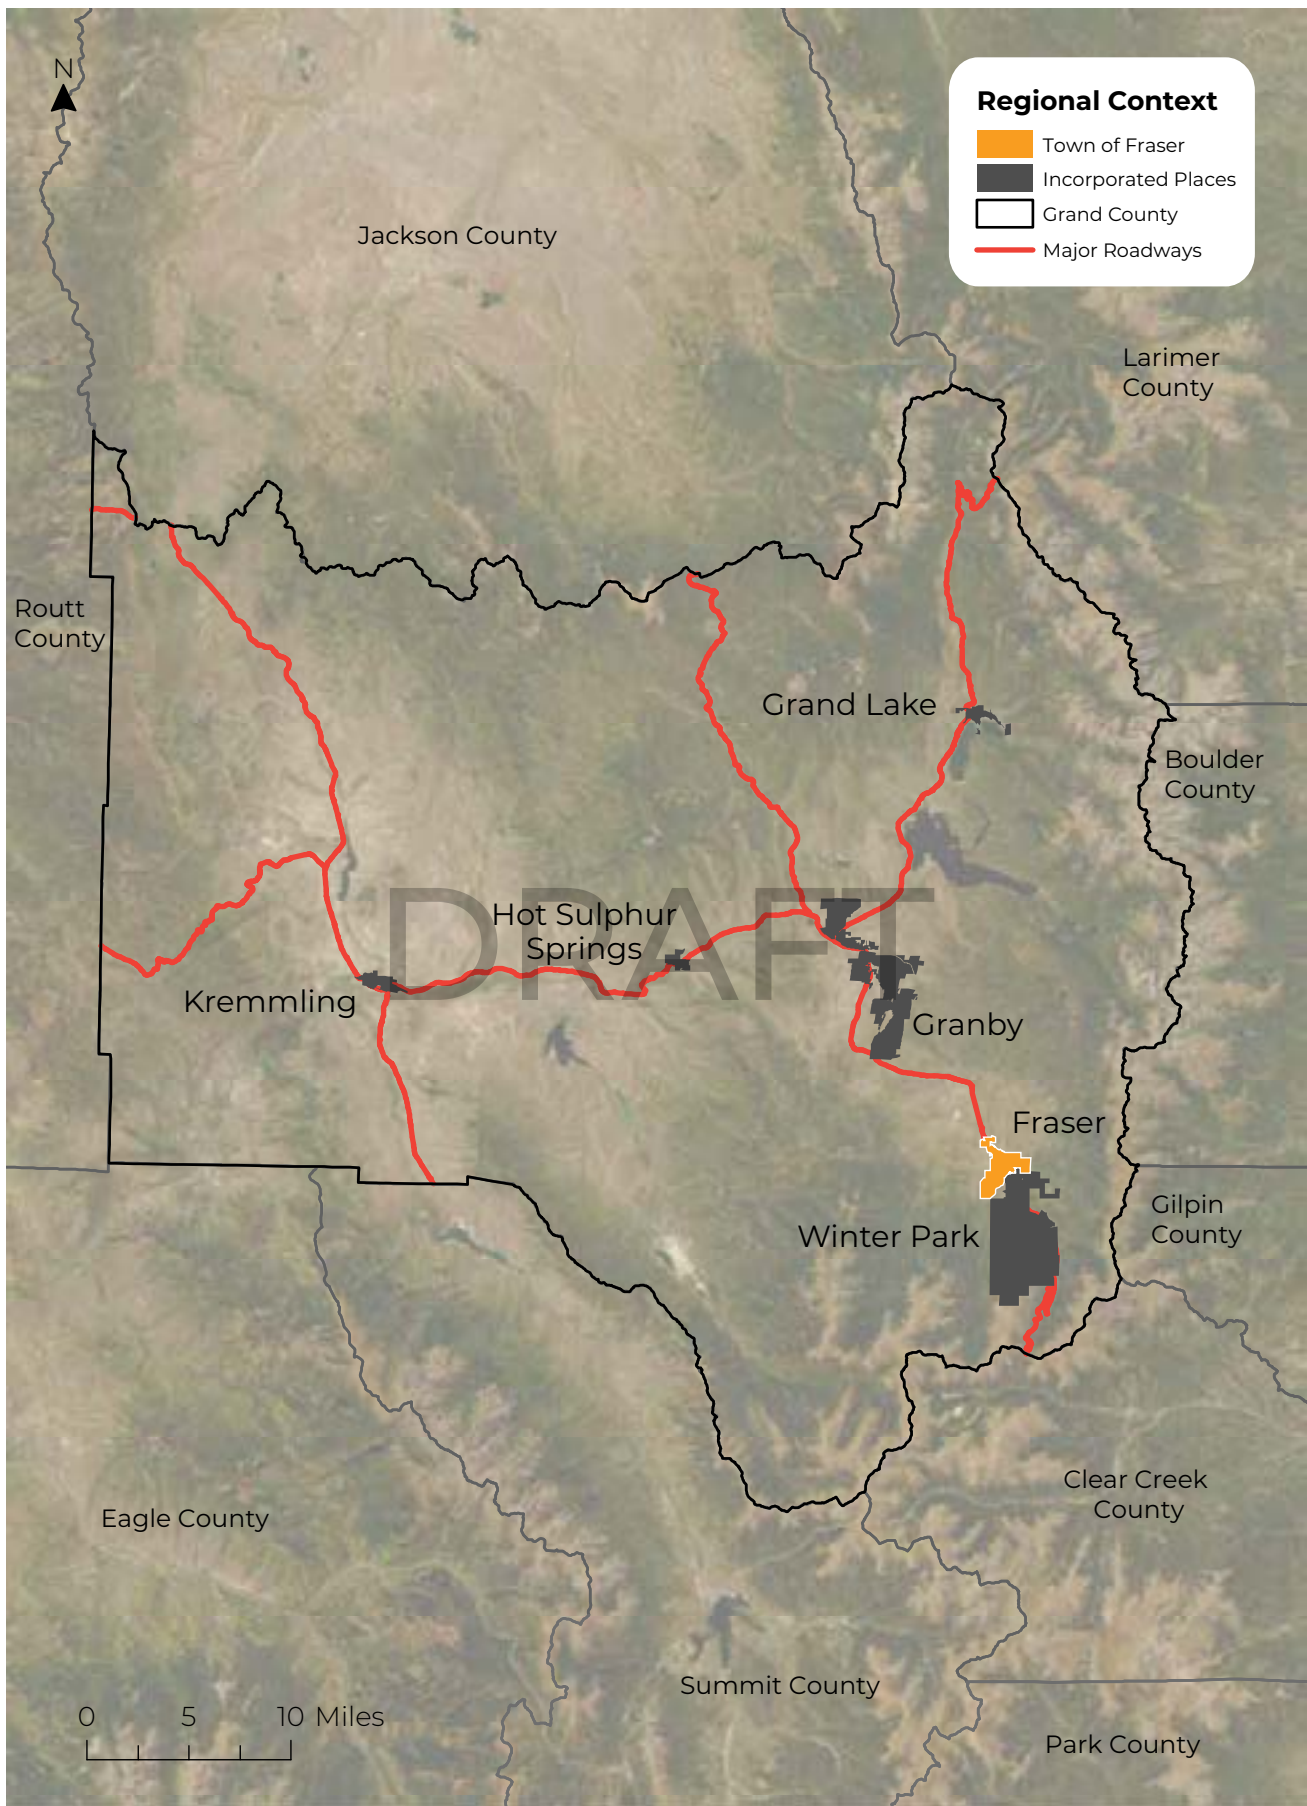 N
Regional Context
Town of Fraser
Incorporated Places
Grand County
Major Roadways
Jackson County
Larimer
County
Routt
County
Grand Lake
Boulder
County
DRAFT
Hot Sulphur
Springs
Kremmling
Granby
Fraser
Gilpin
County
Winter Park
Clear Creek
County
Eagle County
Summit County
0 5 10 Miles
Park County